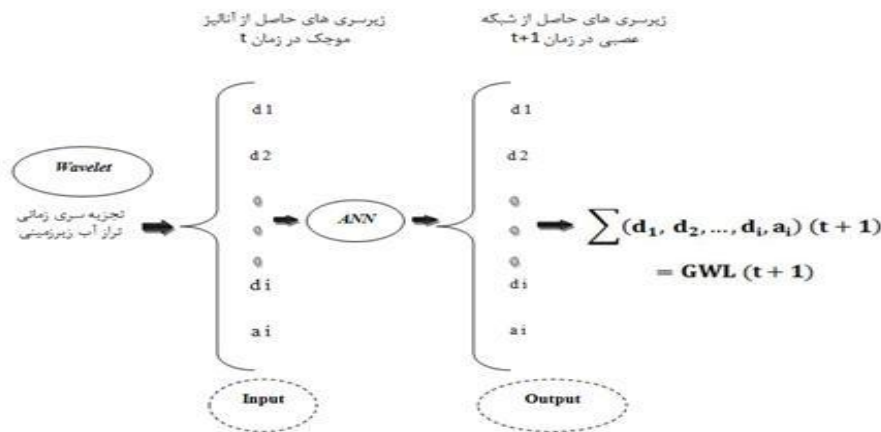 زیرسری های حاصل از آنالیز
موجک در زمان t
زیرسری های حاصل از شبکه
عصبی در زمان t+1
Wavelet
تجزیه سری زمانی
تراز آب زیرزمینی
d1
d2
di
ai
Input
ANN
d1
d2
di
ai
Output
∑(d₁, d₂, ..., dᵢ, aᵢ) (t + 1)
= GWL (t + 1)